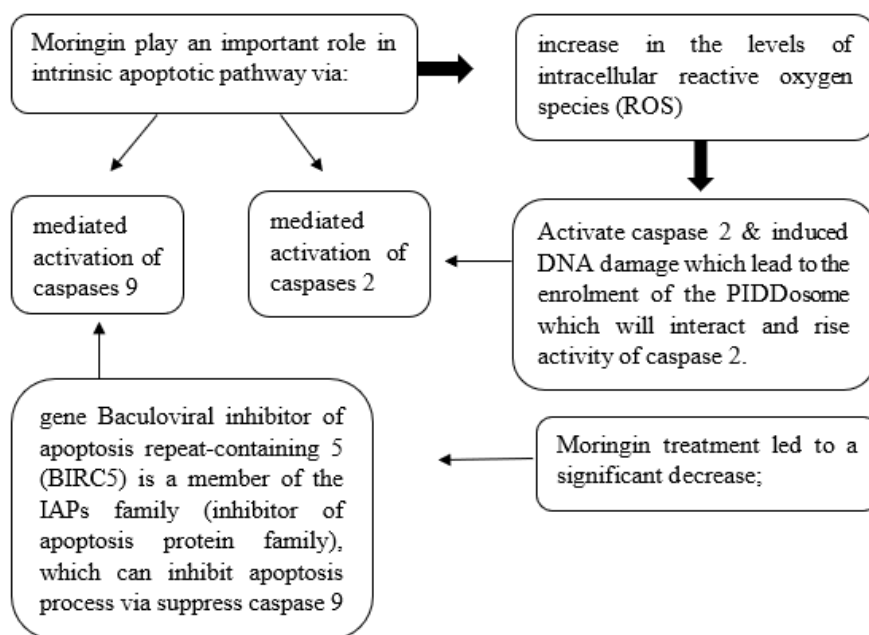 Moringin play an important role in
intrinsic apoptotic pathway via:
increase in the levels of
intracellular reactive oxygen
species (ROS)
mediated
activation of
caspases 9
mediated
activation of
caspases 2
Activate caspase 2 & induced
DNA damage which lead to the
enrolment of the PIDDosome
which will interact and rise
activity of caspase 2.
gene Baculoviral inhibitor of
apoptosis repeat-containing 5
(BIRC5) is a member of the
IAPs family (inhibitor of
apoptosis protein family),
which can inhibit apoptosis
process via suppress caspase 9
Moringin treatment led to a
significant decrease;